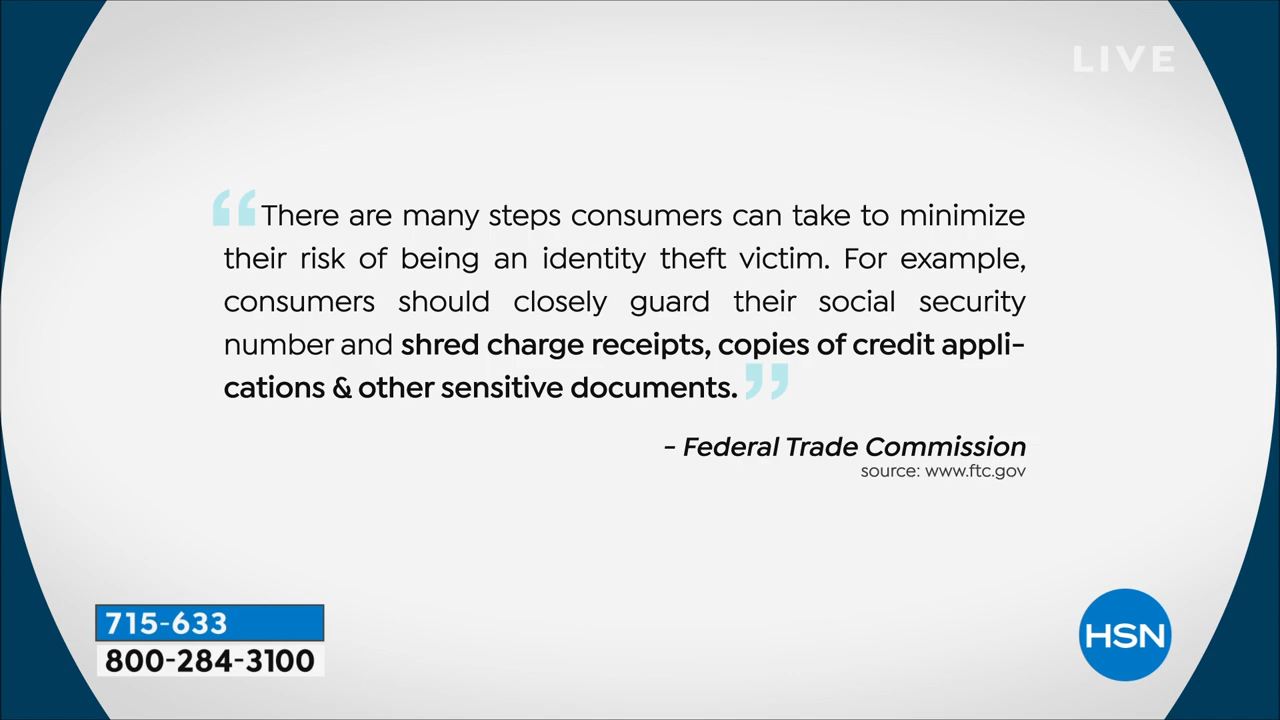 LIVE
“There are many steps consumers can take to minimize
their risk of being an identity theft victim. For example,
consumers should closely guard their social security
number and shred charge receipts, copies of credit appli-
cations & other sensitive documents.”
- Federal Trade Commission
source: www.ftc.gov
715-633
800-284-3100
HSN